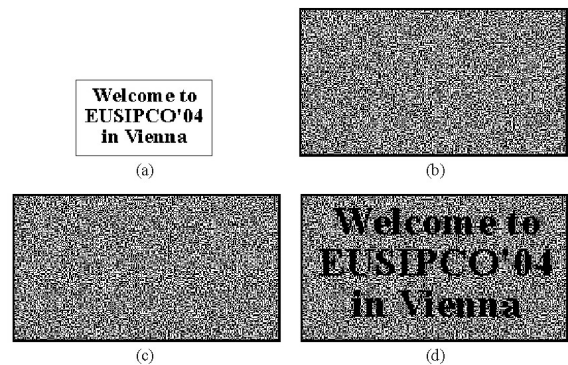 Welcome to
EUSIPCO'04
in Vienna
(a)
(b)
(c)
Welcome to
EUSIPCO'04
in Vienna
(d)